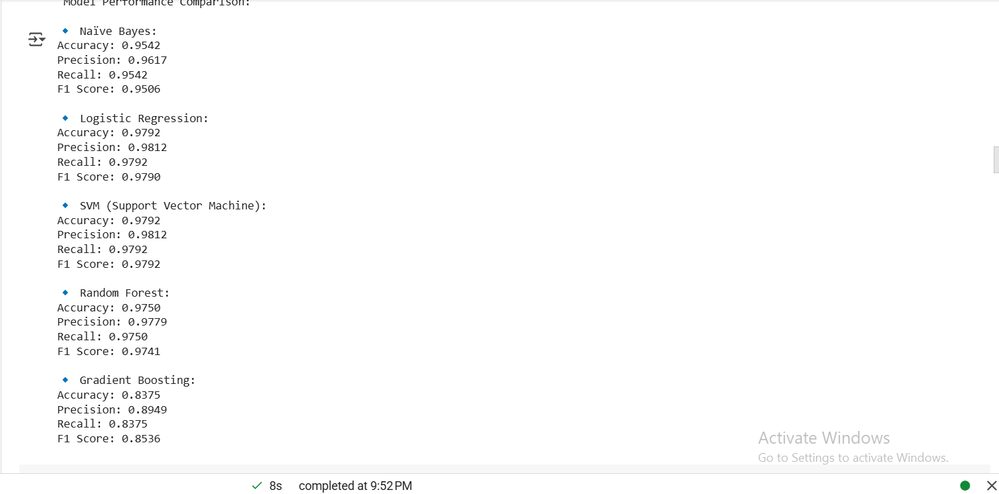 Model Performance Comparison:
🔹 Naïve Bayes:
Accuracy: 0.9542
Precision: 0.9617
Recall: 0.9542
F1 Score: 0.9506
🔹 Logistic Regression:
Accuracy: 0.9792
Precision: 0.9812
Recall: 0.9792
F1 Score: 0.9790
🔹 SVM (Support Vector Machine):
Accuracy: 0.9792
Precision: 0.9812
Recall: 0.9792
F1 Score: 0.9792
🔹 Random Forest:
Accuracy: 0.9750
Precision: 0.9779
Recall: 0.9750
F1 Score: 0.9741
🔹 Gradient Boosting:
Accuracy: 0.8375
Precision: 0.8949
Recall: 0.8375
F1 Score: 0.8536
Activate Windows
Go to Settings to activate Windows.
8s completed at 9:52 PM